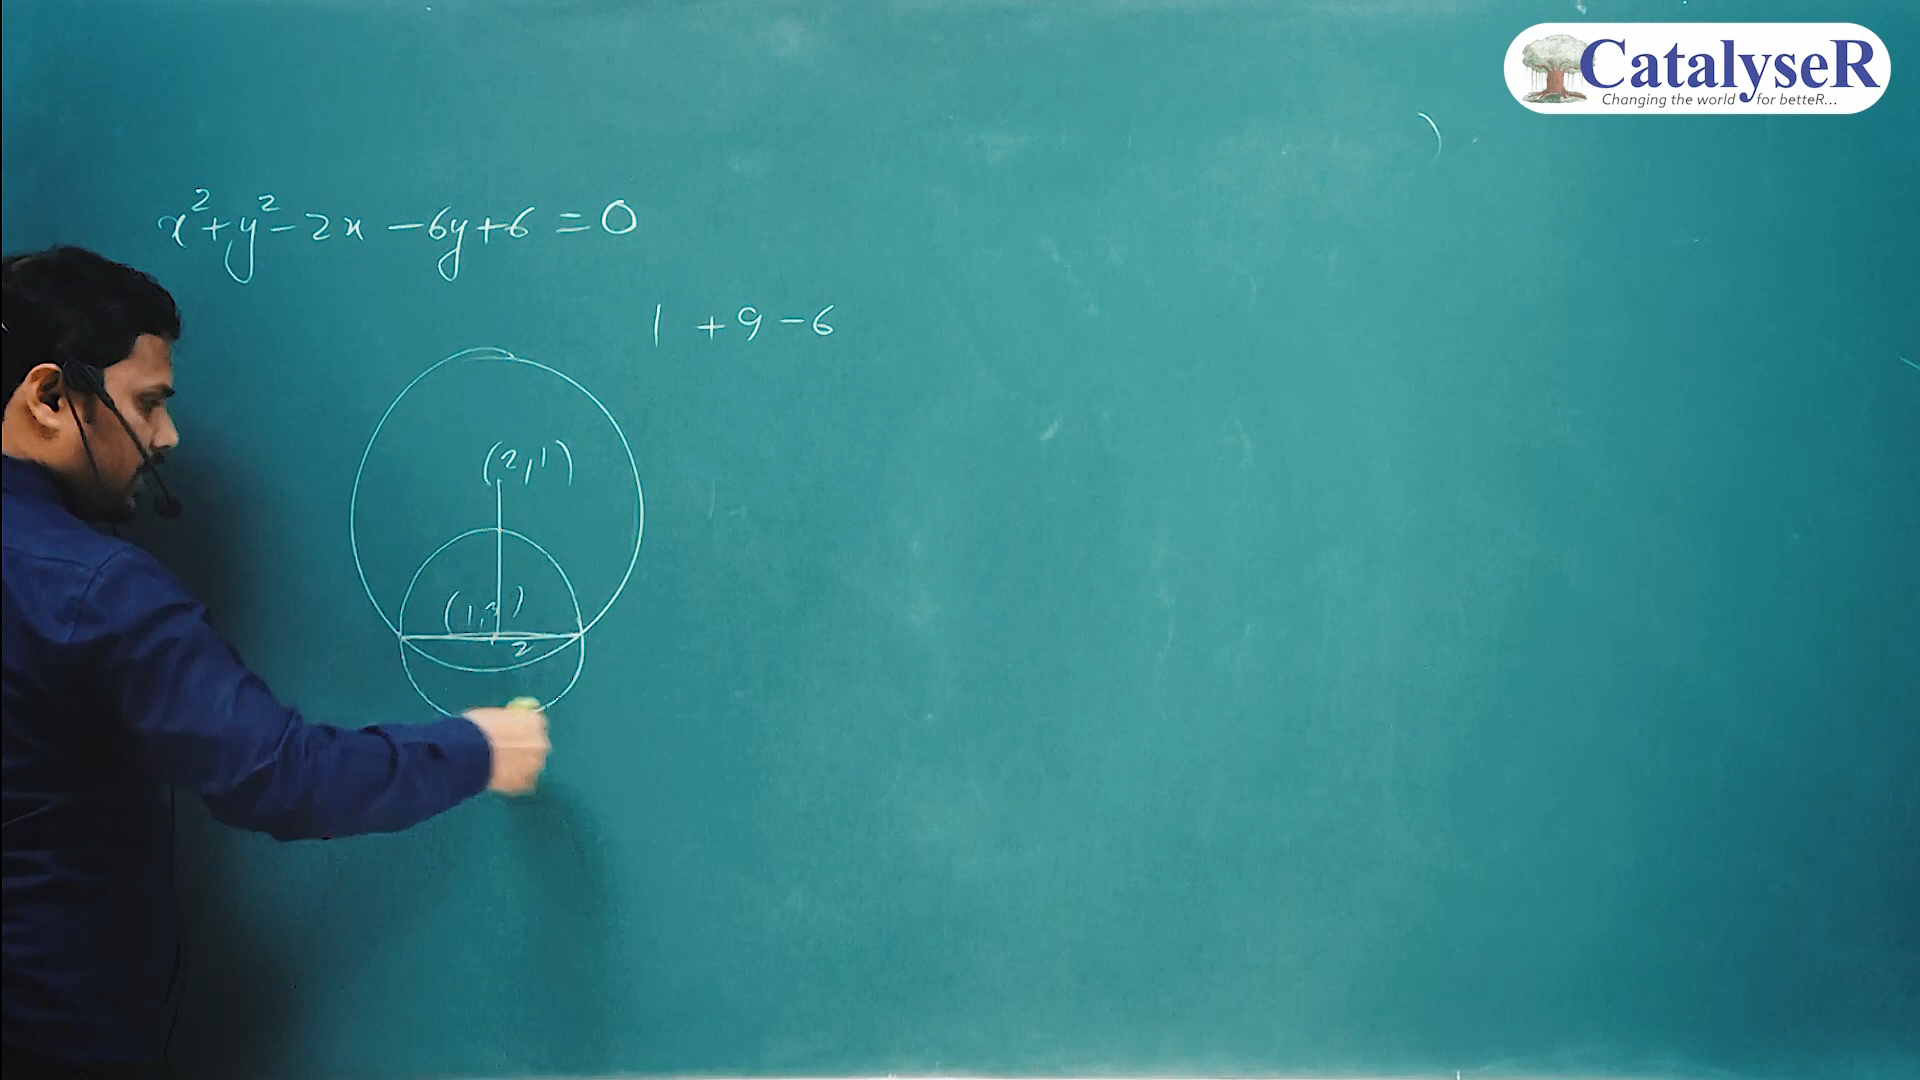 CatalyseR
Changing the world for betteR...
x²+y²-2x-6y+6=0
1+9-6
(2,1)
(1,3)
2